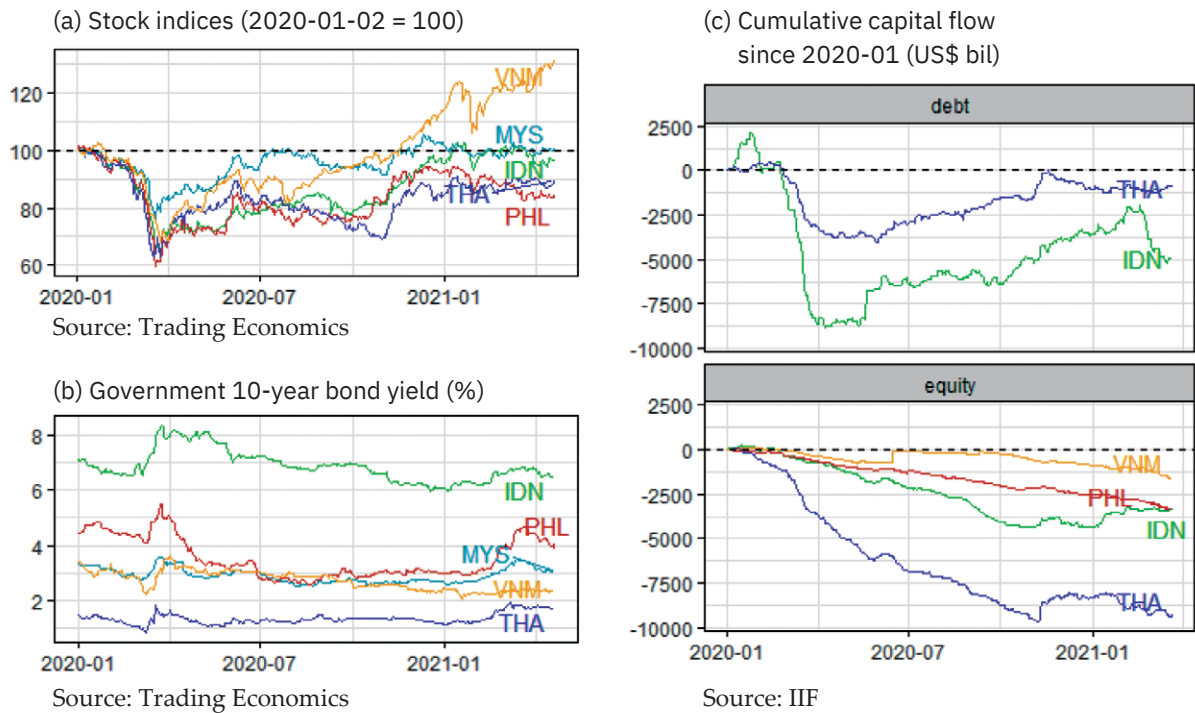 (a) Stock indices (2020-01-02 = 100)
120
100
80
60
VNM
MYS
IDN
THA
PHL
2020-01 2020-07 2021-01
Source: Trading Economics
(b) Government 10-year bond yield (%)
8
6
4
2
IDN
PHL
MYS
VNM
THA
2020-01 2020-07 2021-01
Source: Trading Economics
(c) Cumulative capital flow
since 2020-01 (US$ bil)
debt
2500
0
-2500
-5000
-7500
-10000
THA
IDN
equity
2500
0
-2500
-5000
-7500
-10000
VNM
PHL
IDN
THA
2020-01 2020-07 2021-01
Source: IIF